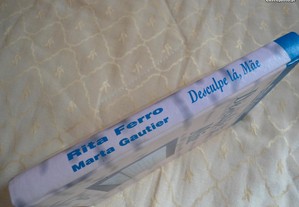 Rita Ferro
Marta Gautier
Desculpe lá, Mãe